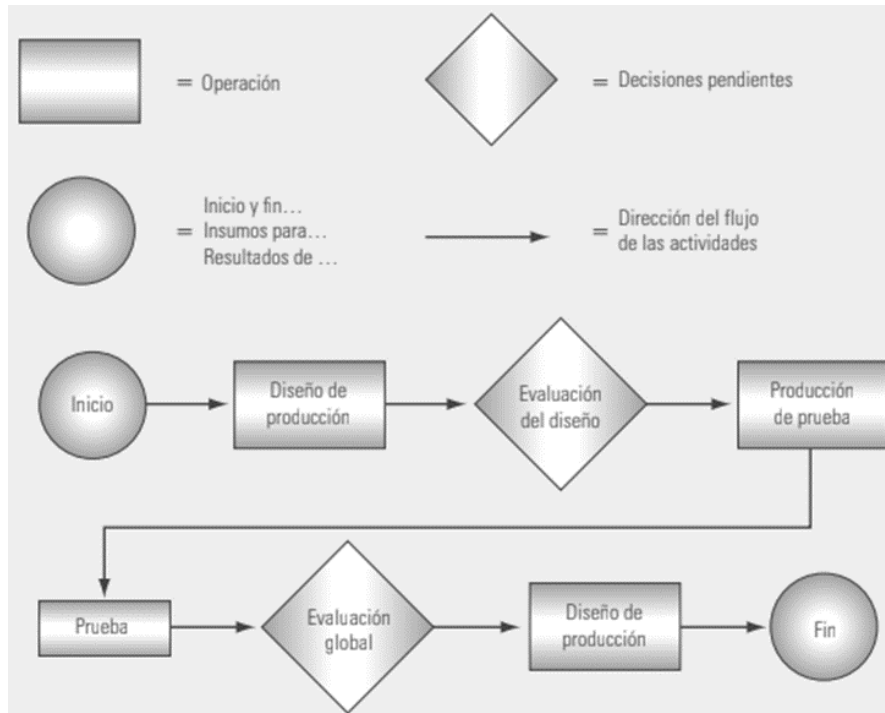 = Operación
= Decisiones pendientes
Inicio y fin...
= Insumos para...
Resultados de ...
= Dirección del flujo
de las actividades
Inicio
Diseño de
producción
Evaluación
del diseño
Producción
de prueba
Prueba
Evaluación
global
Diseño de
producción
Fin